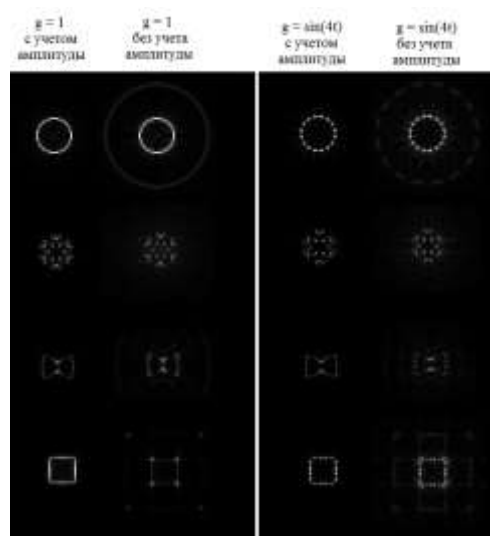 g = 1
с учетом
амплитуды
g = 1
без учета
амплитуды
g = sin(4t)
с учетом
амплитуды
g = sin(4t)
без учета
амплитуды